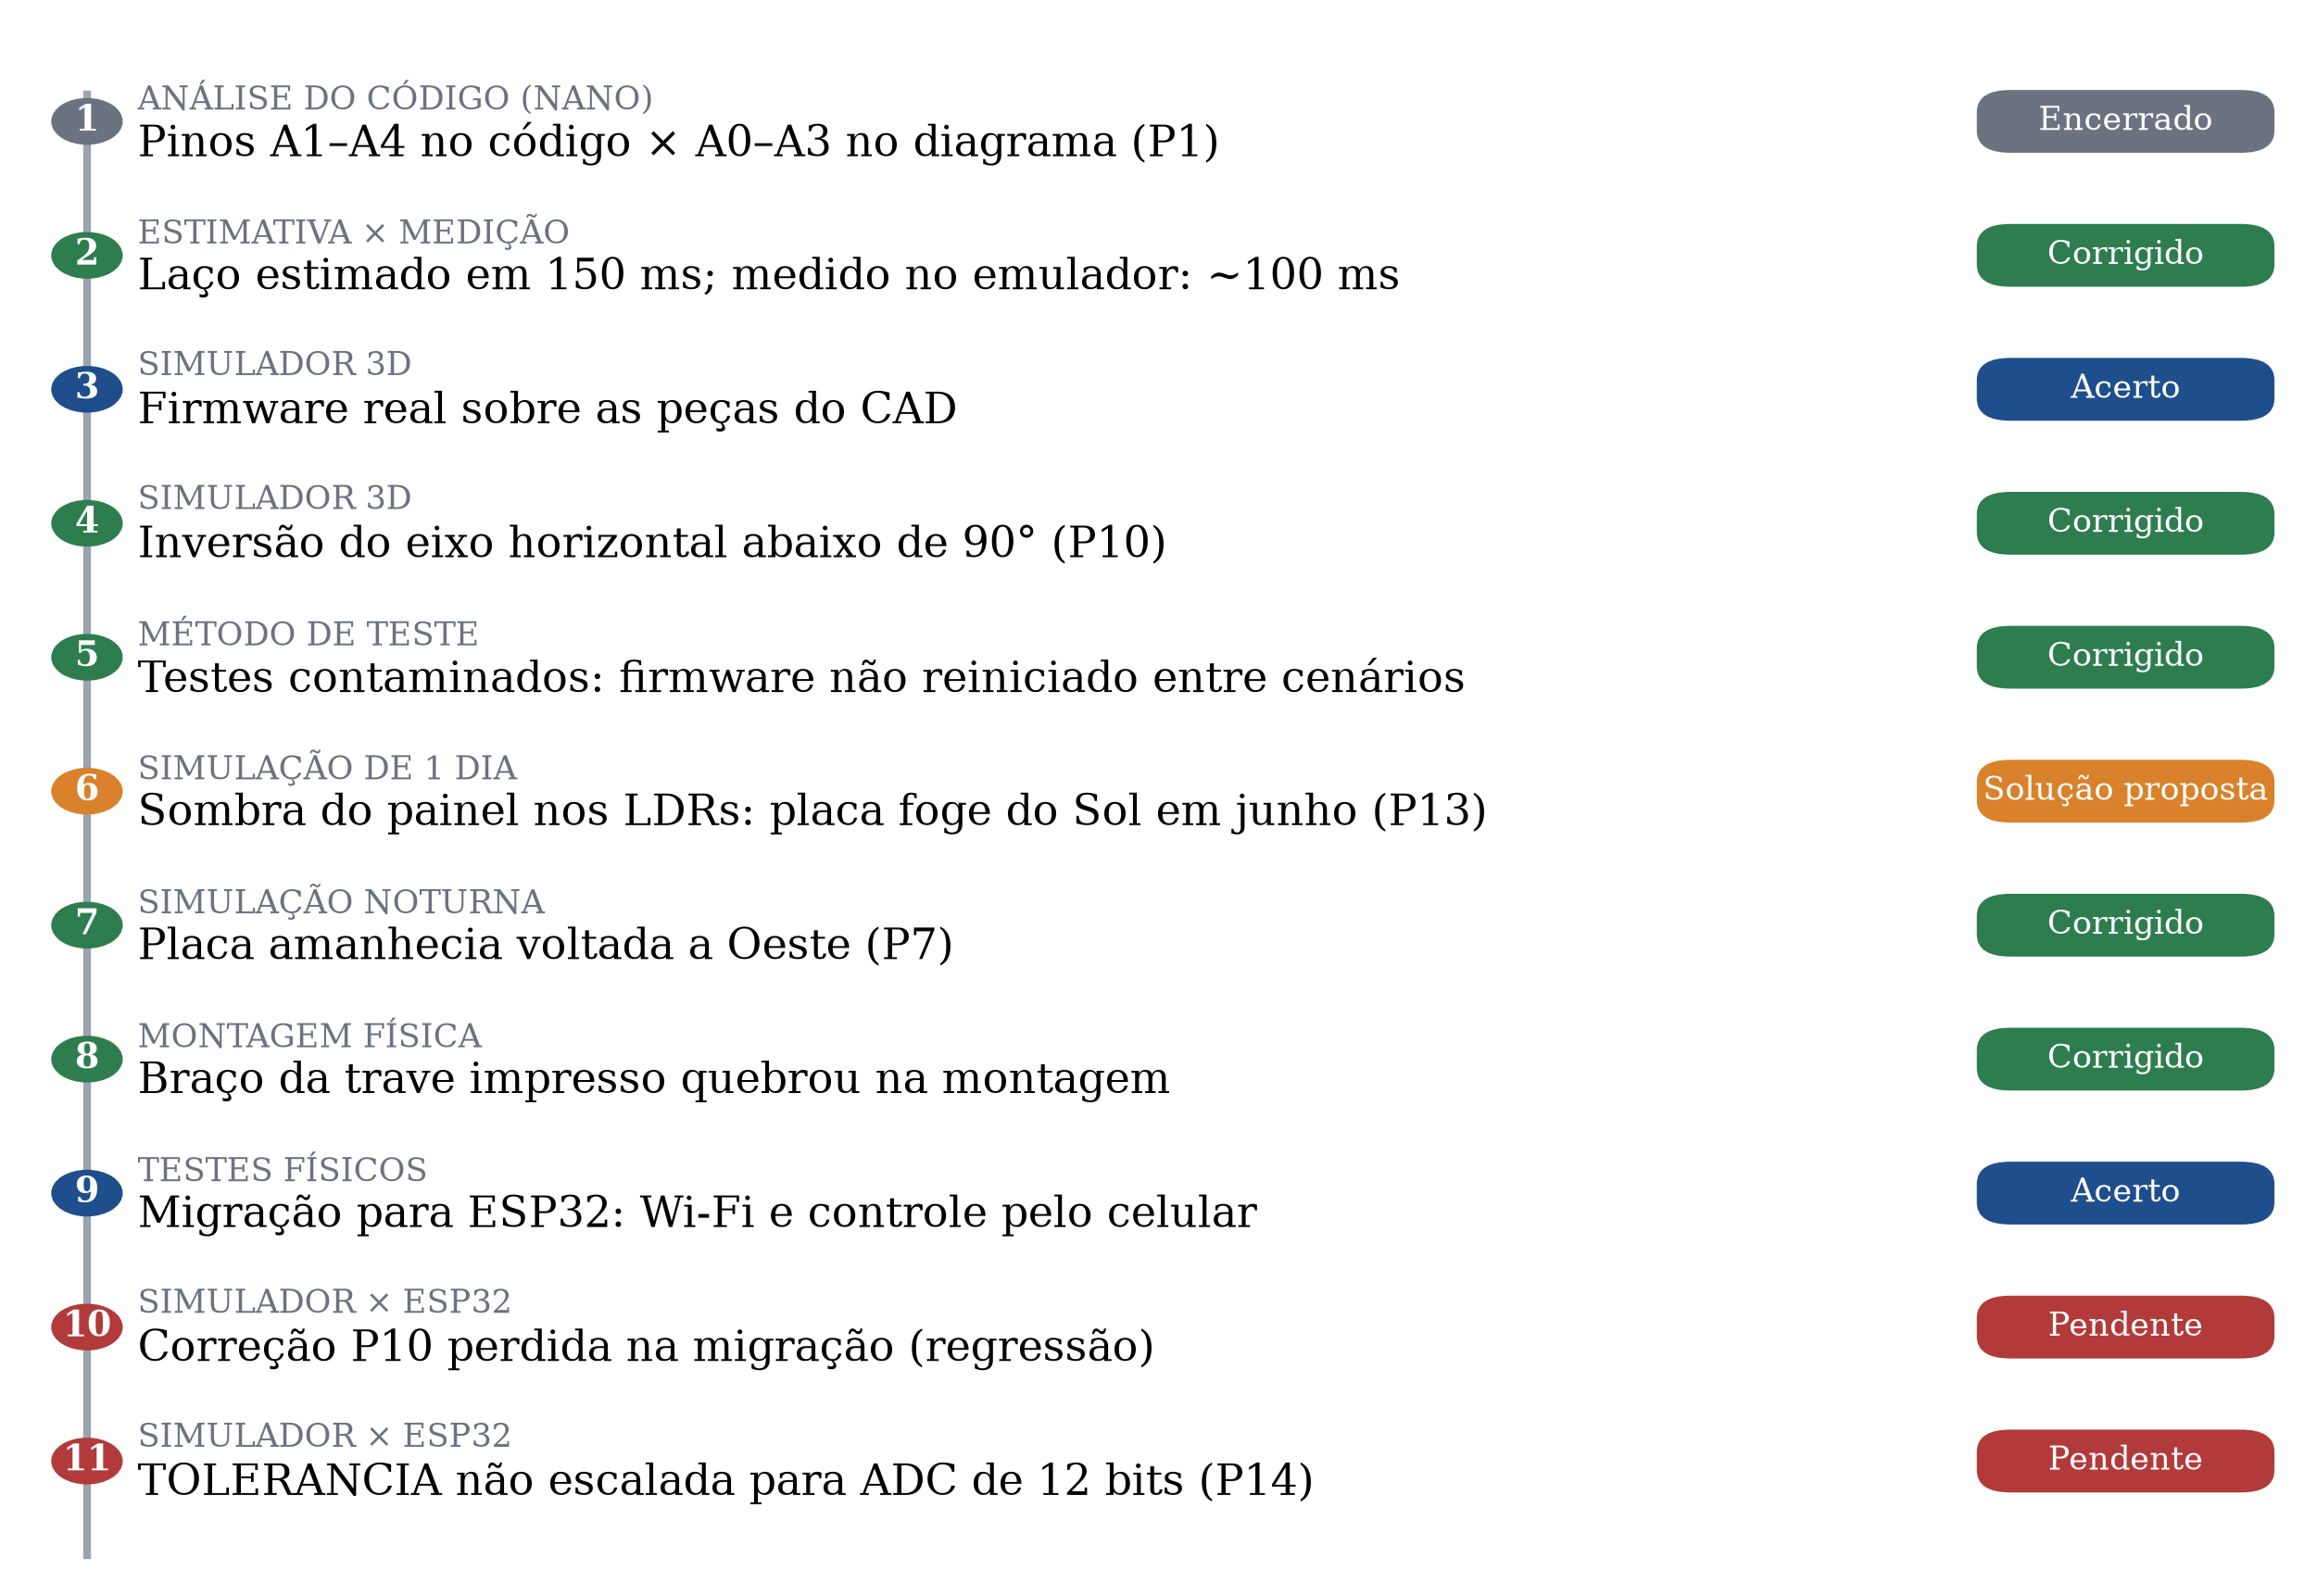 1
ANÁLISE DO CÓDIGO (NANO)
Pinos A1–A4 no código × A0–A3 no diagrama (P1)
Encerrado
2
ESTIMATIVA × MEDIÇÃO
Laço estimado em 150 ms; medido no emulador: ~100 ms
Corrigido
3
SIMULADOR 3D
Firmware real sobre as peças do CAD
Acerto
4
SIMULADOR 3D
Inversão do eixo horizontal abaixo de 90° (P10)
Corrigido
5
MÉTODO DE TESTE
Testes contaminados: firmware não reiniciado entre cenários
Corrigido
6
SIMULAÇÃO DE 1 DIA
Sombra do painel nos LDRs: placa foge do Sol em junho (P13)
Solução proposta
7
SIMULAÇÃO NOTURNA
Placa amanhecia voltada a Oeste (P7)
Corrigido
8
MONTAGEM FÍSICA
Braço da trave impresso quebrou na montagem
Corrigido
9
TESTES FÍSICOS
Migração para ESP32: Wi-Fi e controle pelo celular
Acerto
10
SIMULADOR × ESP32
Correção P10 perdida na migração (regressão)
Pendente
11
SIMULADOR × ESP32
TOLERANCIA não escalada para ADC de 12 bits (P14)
Pendente